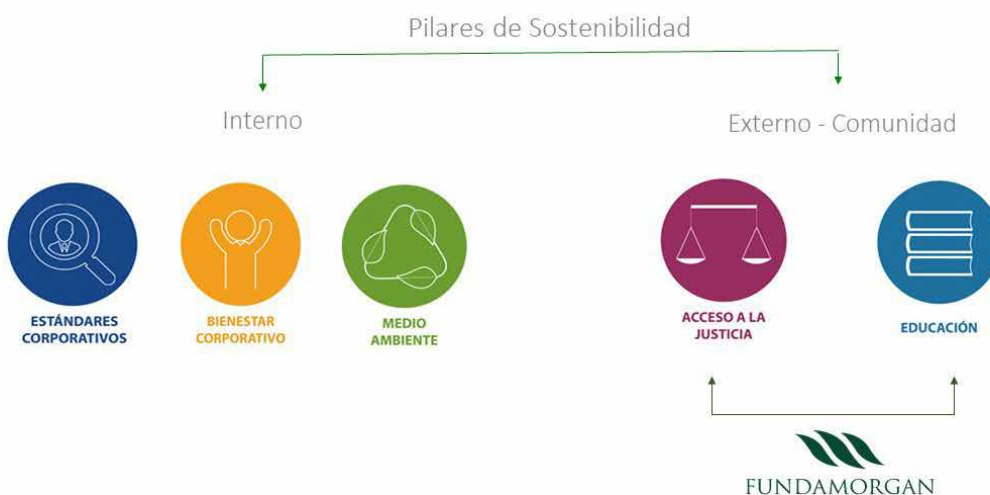 Pilares de Sostenibilidad
Interno
Externo - Comunidad
ESTÁNDARES
CORPORATIVOS
BIENESTAR
CORPORATIVO
MEDIO
AMBIENTE
ACCESO A LA
JUSTICIA
EDUCACIÓN
FUNDAMORGAN